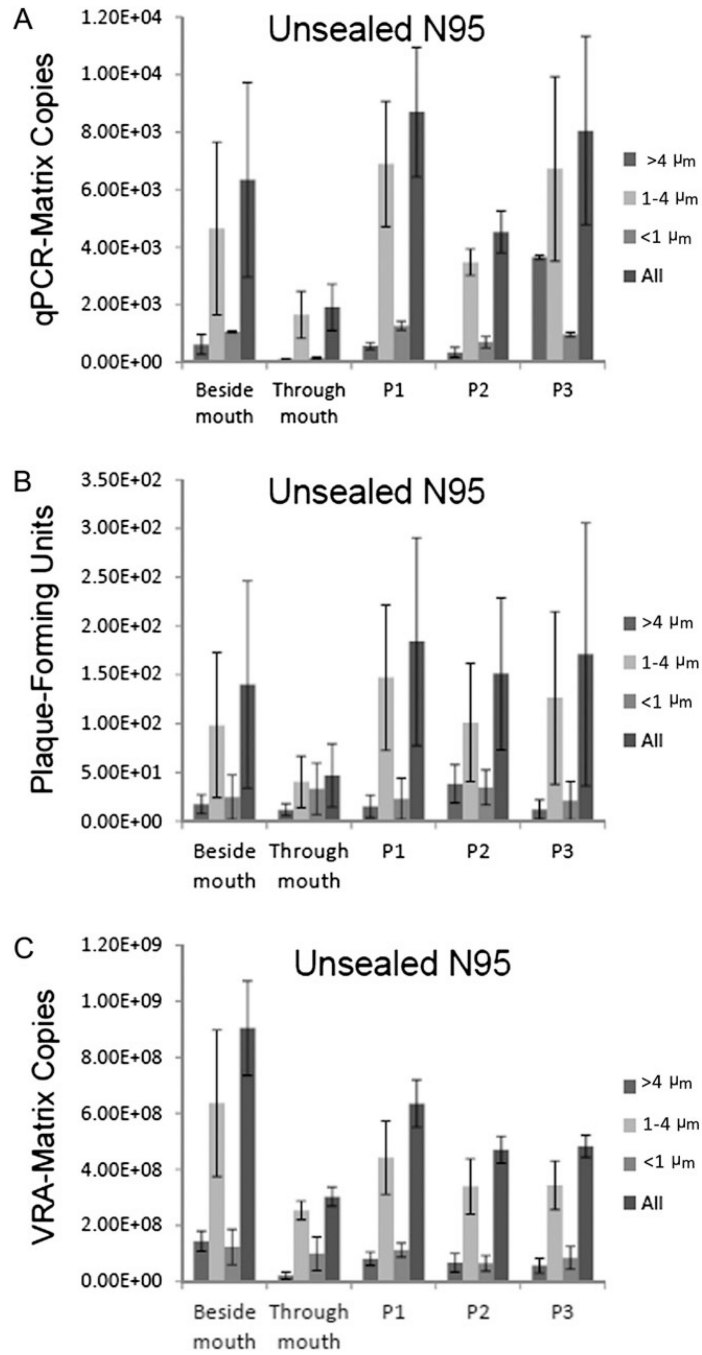 A
Unsealed N95
qPCR-Matrix Copies
1.20E+04
1.20E+04
8.00E+03
6.00E+03
4.00E+03
2.00E+03
0.00E+00
Beside mouth
Through mouth
P1
P2
P3
>4 µm
1-4 µm
<1 µm
All
B
Unsealed N95
Plaque-Forming Units
3.50E+02
3.00E+02
2.50E+02
2.00E+02
1.50E+02
1.00E+02
5.00E+01
0.00E+00
Beside mouth
Through mouth
P1
P2
P3
>4 µm
1-4 µm
<1 µm
All
C
Unsealed N95
VRA-Matrix Copies
1.20E+09
1.00E+09
8.00E+08
6.00E+08
4.00E+08
2.00E+08
0.00E+00
Beside mouth
Through mouth
P1
P2
P3
>4 µm
1-4 µm
<1 µm
All